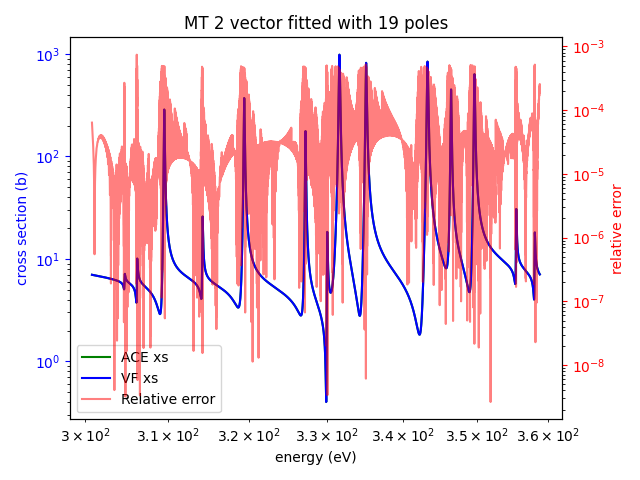 MT 2 vector fitted with 19 poles
cross section (b)
10³
10²
10¹
10⁰
10⁻³
10⁻⁴
10⁻⁵
10⁻⁶
10⁻⁷
10⁻⁸
relative error
ACE xs
VF xs
Relative error
3 × 10² 3.1 × 10² 3.2 × 10² 3.3 × 10² 3.4 × 10² 3.5 × 10² 3.6 × 10²
energy (eV)